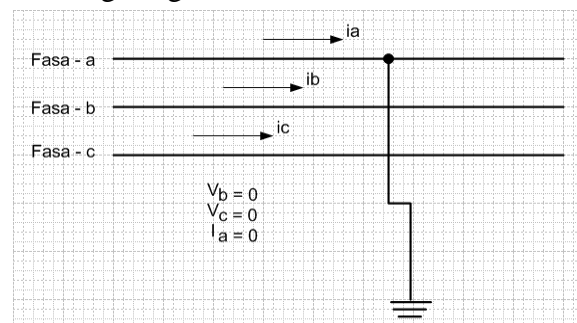 ia
Fasa - a
ib
Fasa - b
ic
Fasa - c
Vb = 0
Vc = 0
Ia = 0